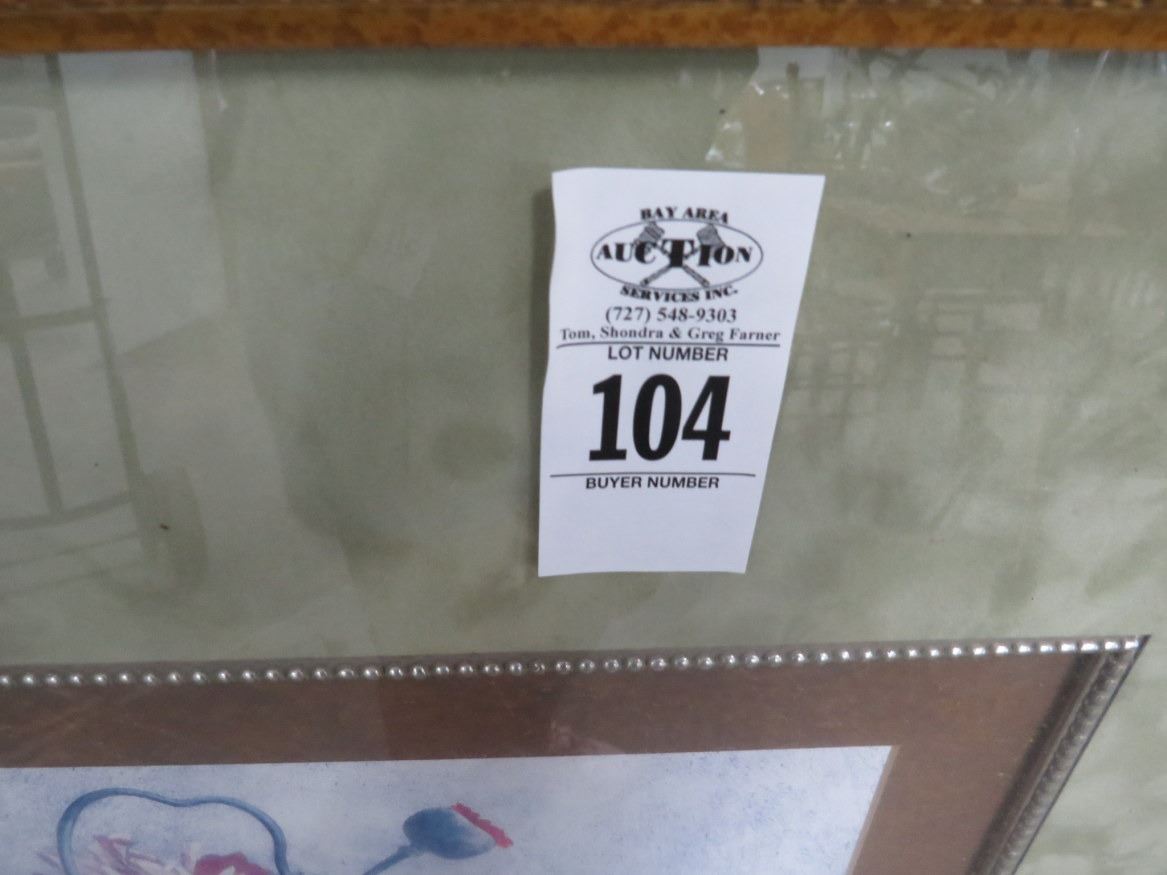 BAY AREA
AUCTION
SERVICES INC.
(727) 548-9303
Tom, Shondra & Greg Farner
LOT NUMBER
104
BUYER NUMBER